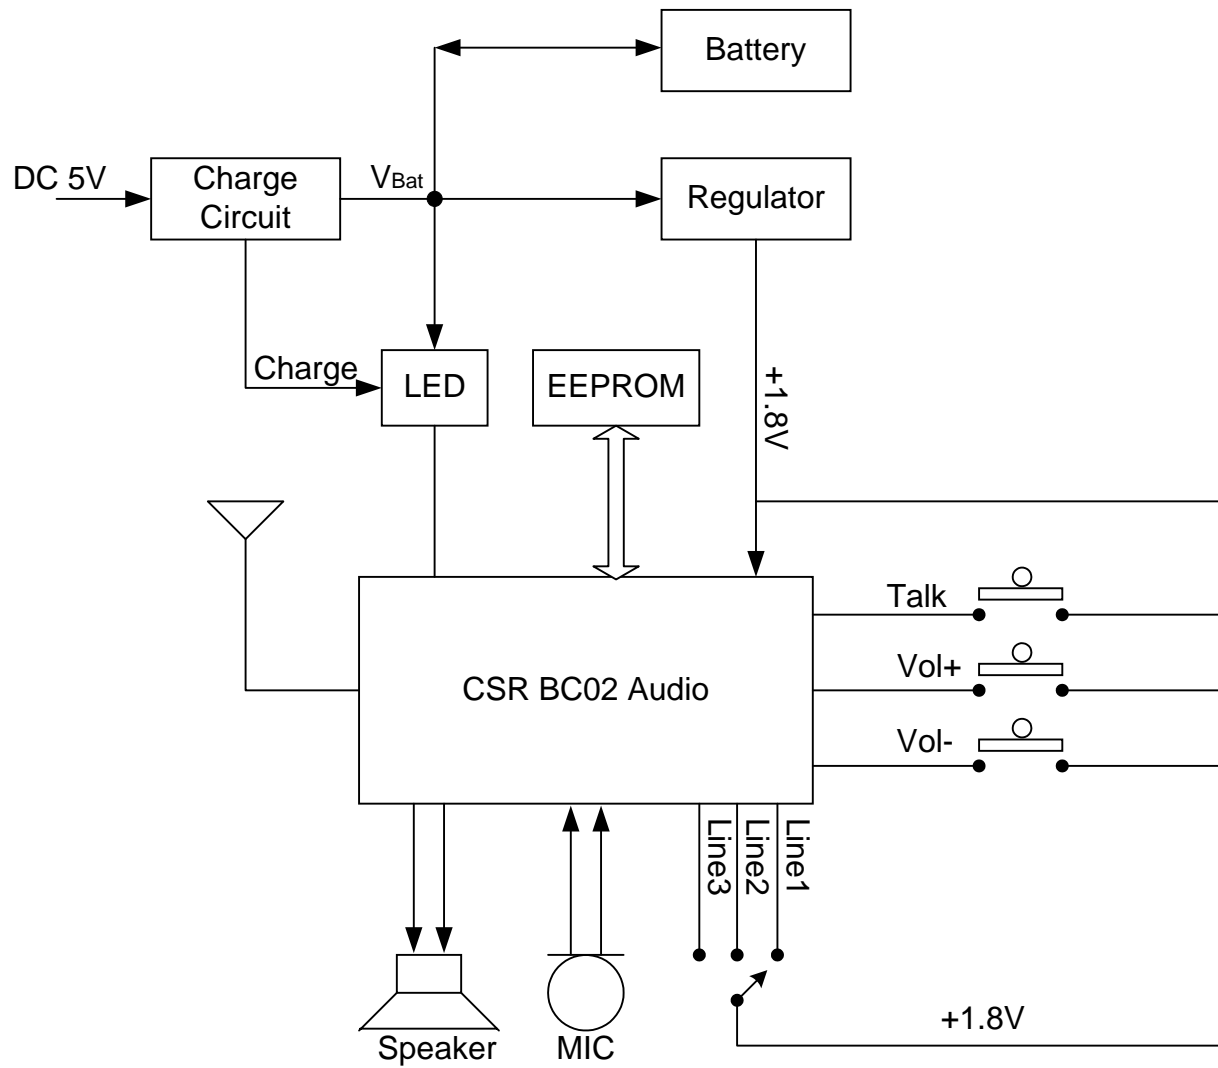 Battery
DC 5V
Charge
Circuit
VBat
Regulator
Charge
LED
EEPROM
+1.8V
Talk
CSR BC02 Audio
Vol+
Vol-
Line3
Line2
Line1
+1.8V
Speaker
MIC